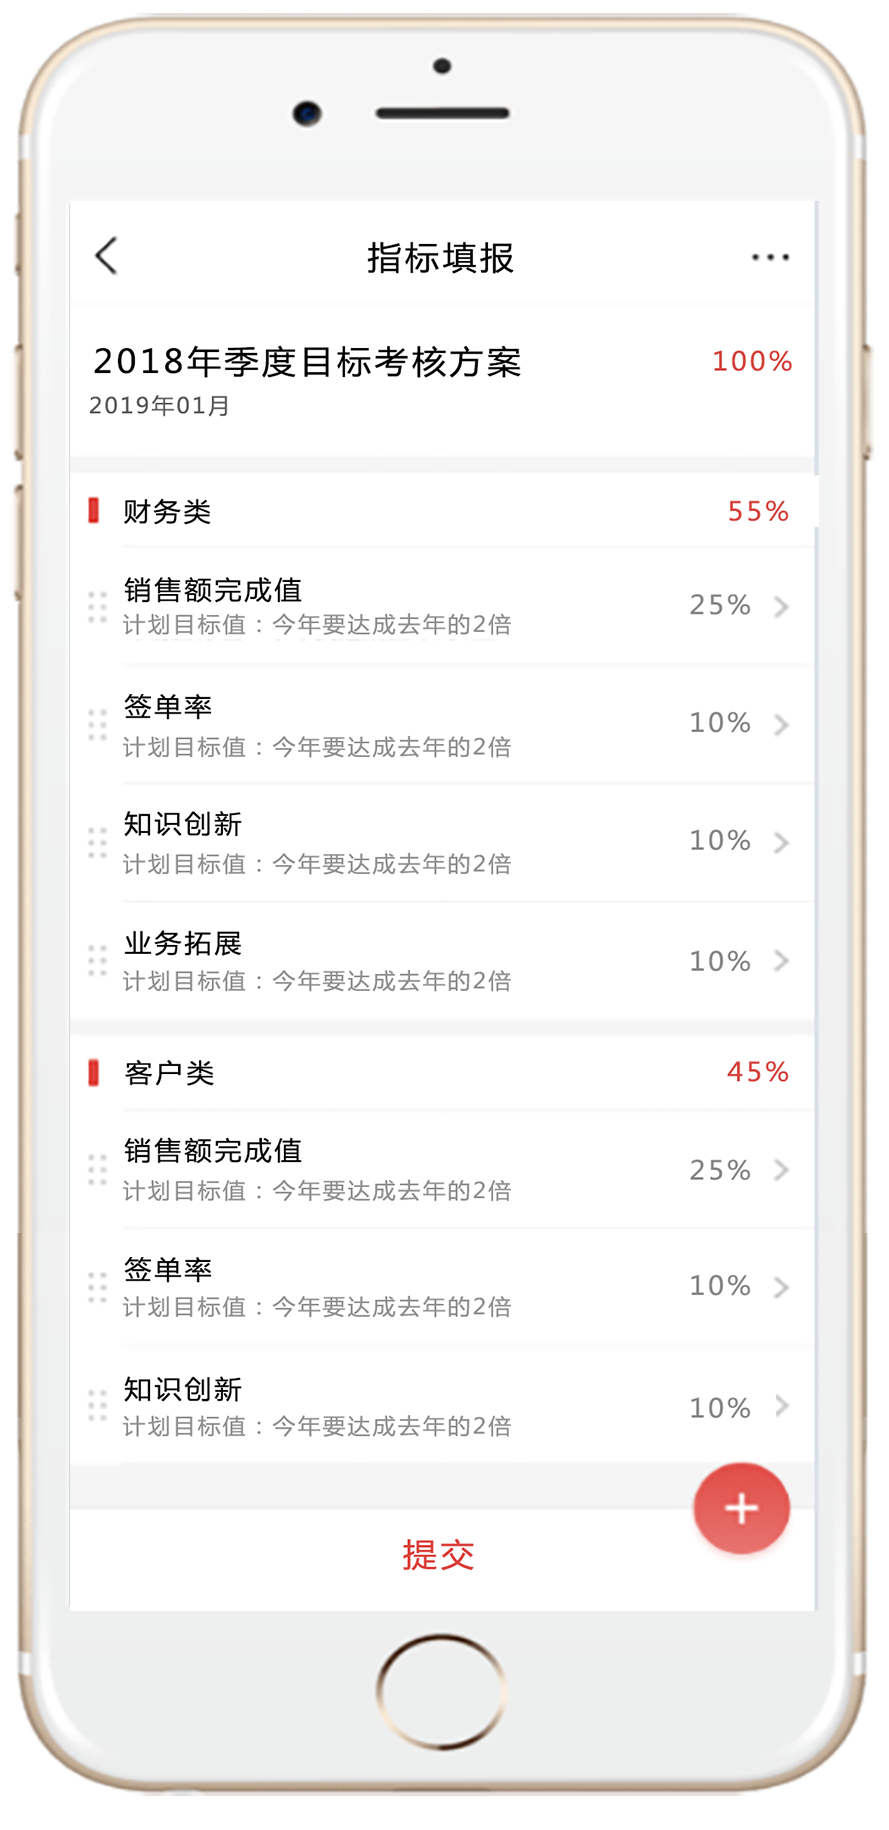 指标填报
2018年季度目标考核方案 100%
2019年01月
财务类 55%
销售额完成值 25%
计划目标值：今年要达成去年的2倍
签单率 10%
计划目标值：今年要达成去年的2倍
知识创新 10%
计划目标值：今年要达成去年的2倍
业务拓展 10%
计划目标值：今年要达成去年的2倍
客户类 45%
销售额完成值 25%
计划目标值：今年要达成去年的2倍
签单率 10%
计划目标值：今年要达成去年的2倍
知识创新 10%
计划目标值：今年要达成去年的2倍
提交